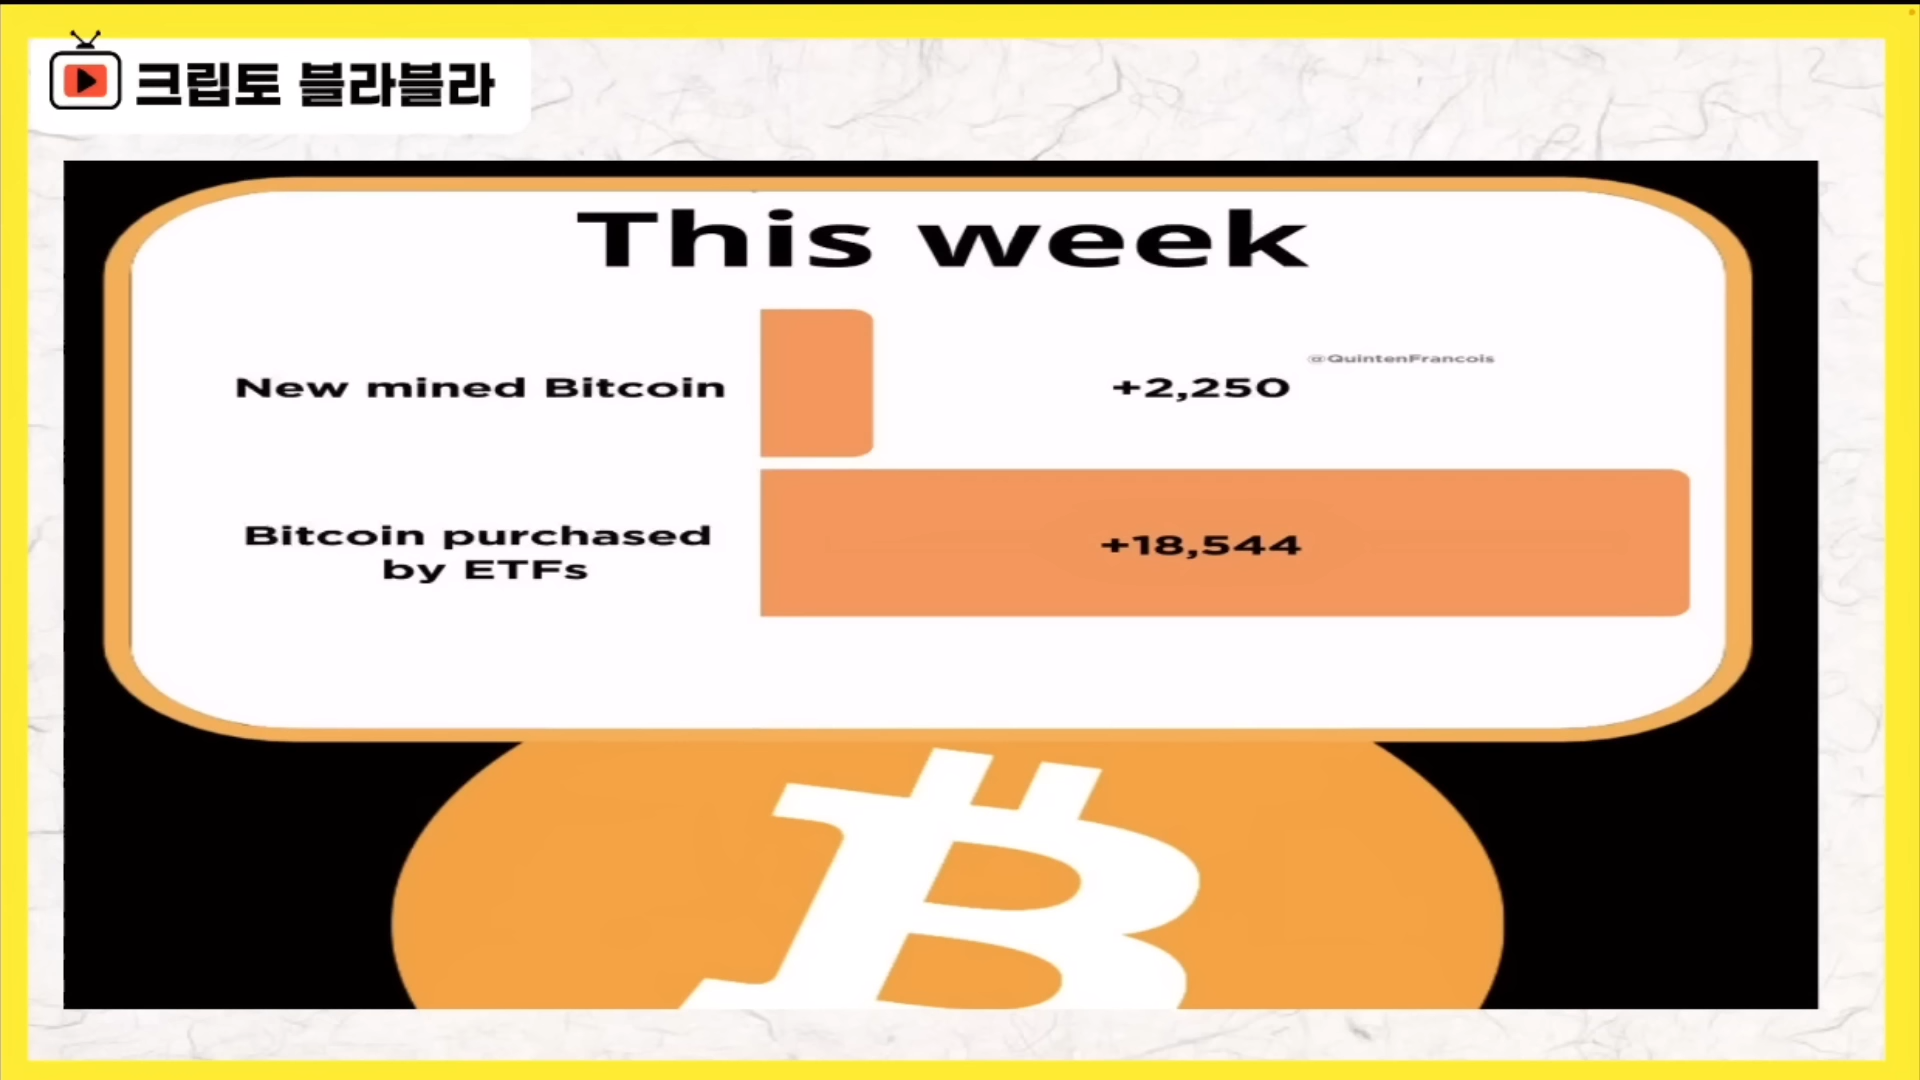 크립토 블라블라
This week
@QuintenFrancois
New mined Bitcoin
+2,250
Bitcoin purchased
by ETFs
+18,544